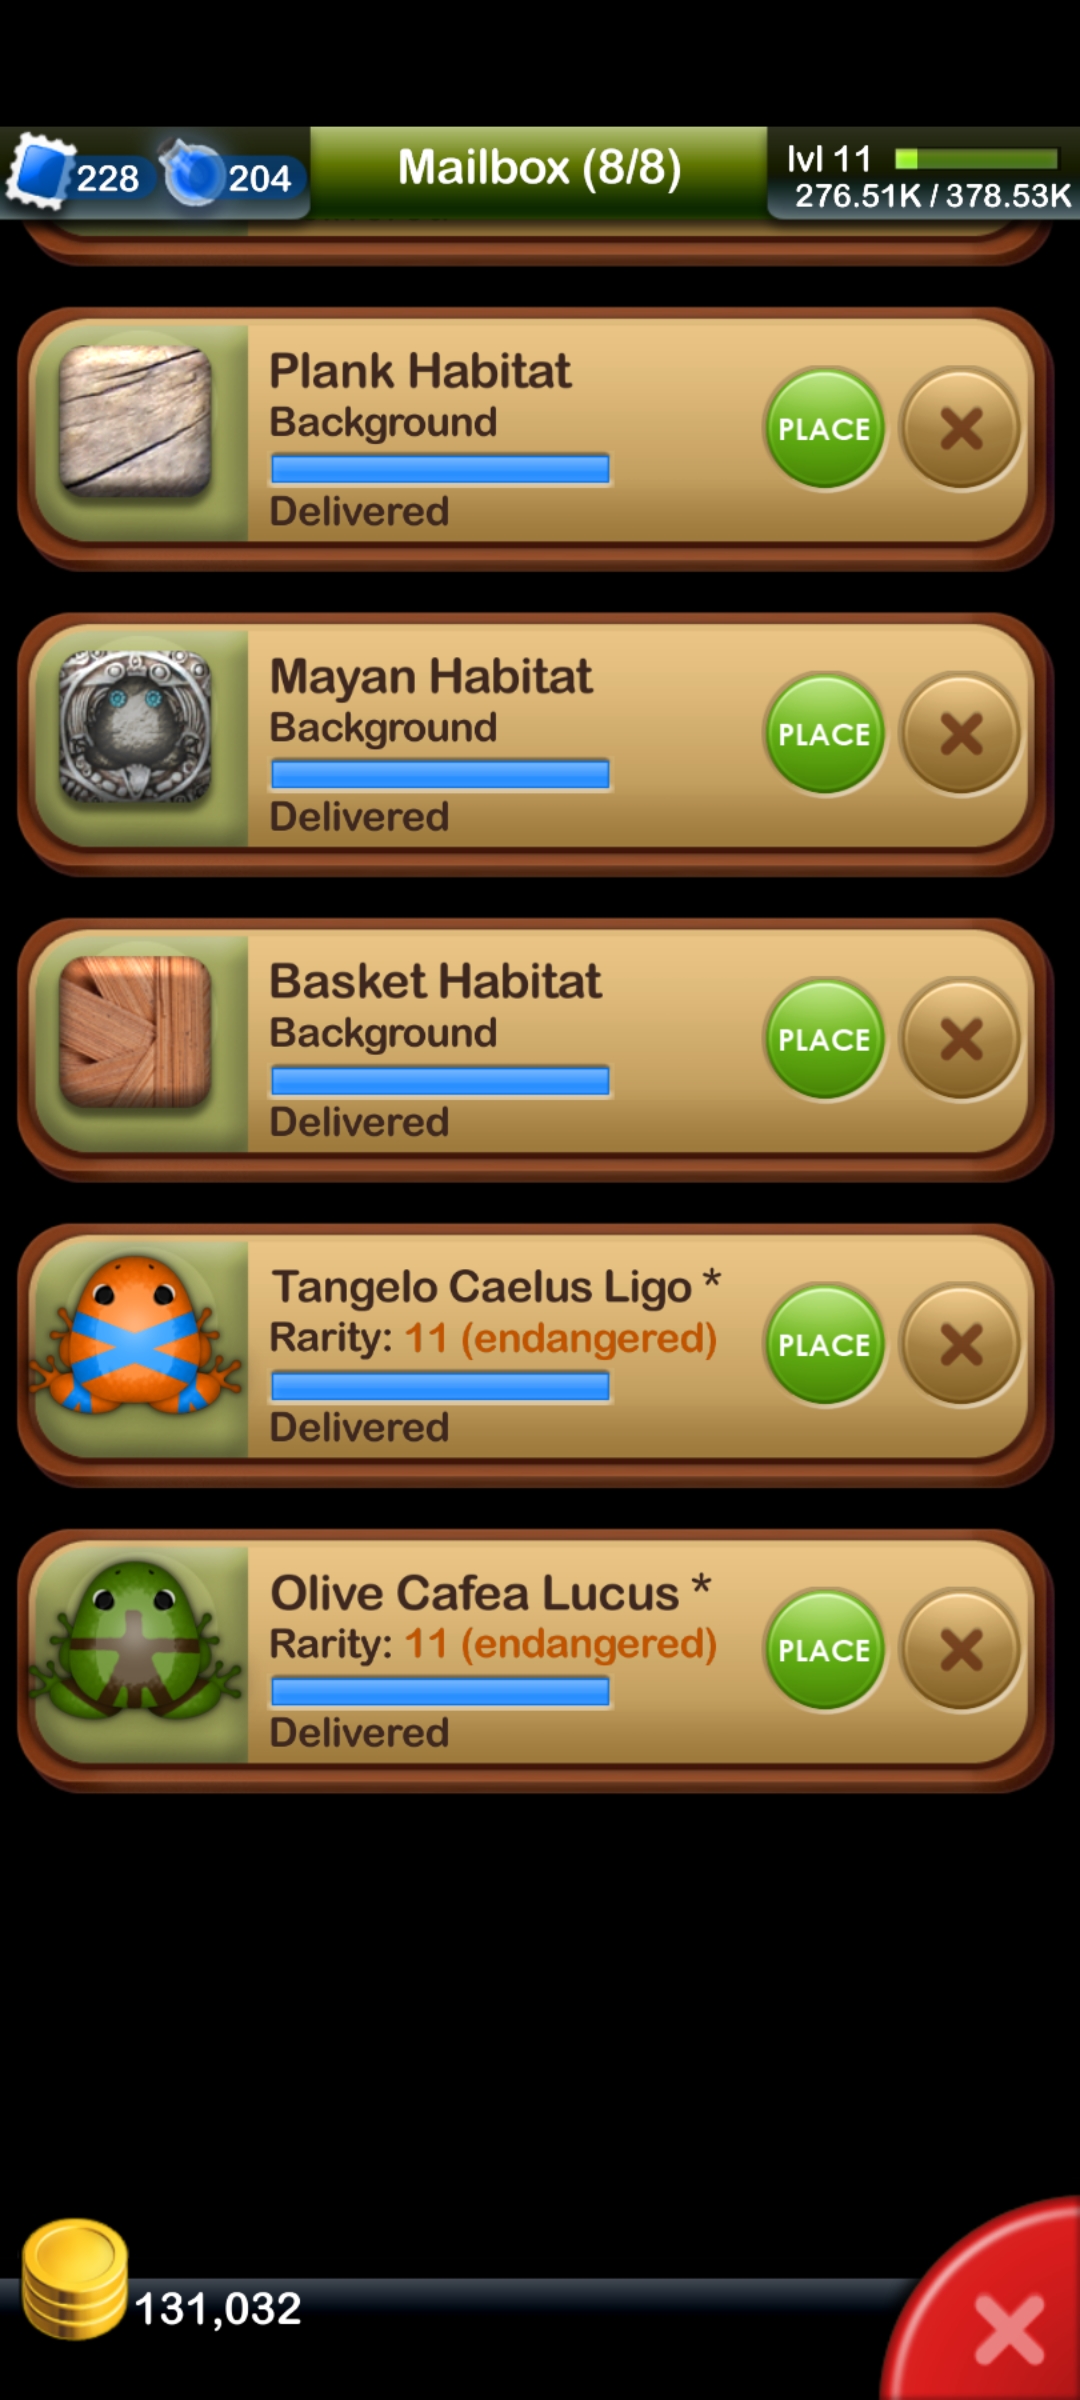 228
204
Mailbox (8/8)
lvl 11
276.51K / 378.53K
Plank Habitat
Background
Delivered
PLACE
Mayan Habitat
Background
Delivered
PLACE
Basket Habitat
Background
Delivered
PLACE
Tangelo Caelus Ligo *
Rarity: 11 (endangered)
Delivered
PLACE
Olive Cafea Lucus *
Rarity: 11 (endangered)
Delivered
PLACE
131,032